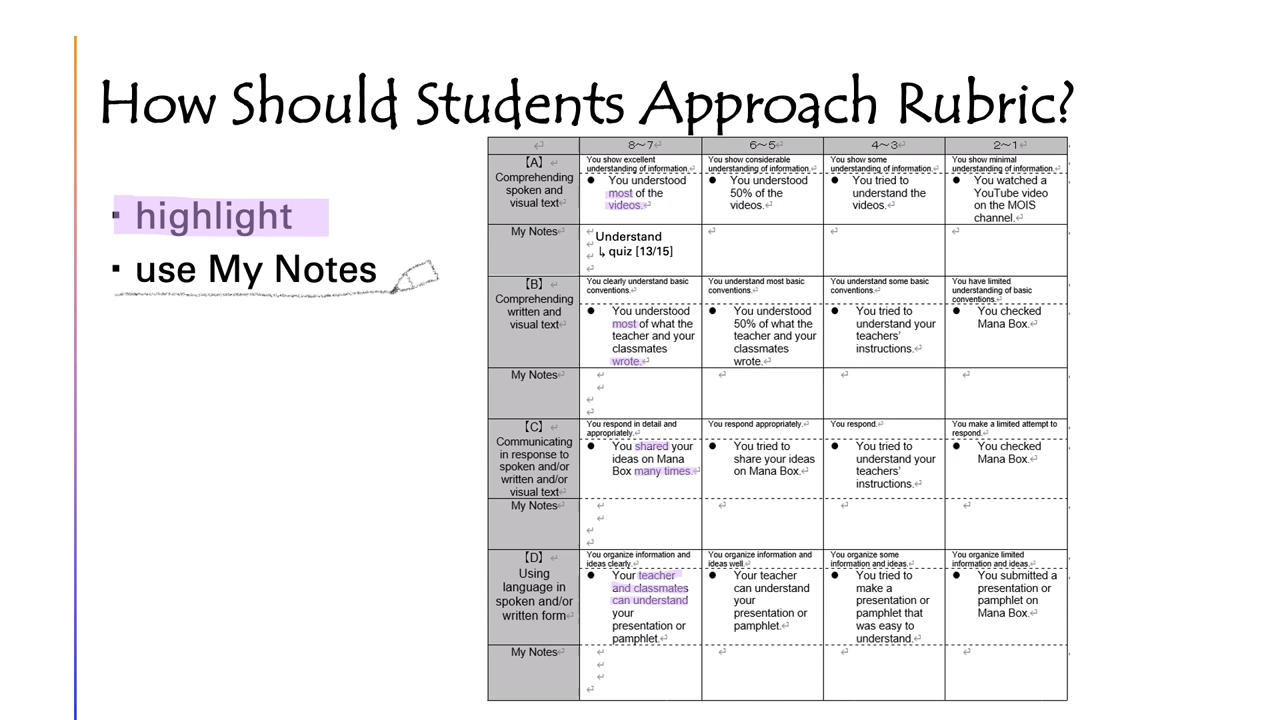 How Should Students Approach Rubric?
▪ highlight
▪ use My Notes
8～7
6～5
4～3
2～1
【A】
Comprehending
spoken and
visual text
You show excellent
understanding of information.
● You understood
most of the
videos.
You show considerable
understanding of information.
● You understood
50% of the
videos.
You show some
understanding of information.
● You tried to
understand the
videos.
You show minimal
understanding of information.
● You watched a
YouTube video
on the MOIS
channel.
My Notes
Understand
↳ quiz [13/15]
【B】
Comprehending
written and
visual text
You clearly understand basic
conventions.
● You understood
most of what the
teacher and your
classmates
wrote.
You understand most basic
conventions.
● You understood
50% of what the
teacher and your
classmates
wrote.
You understand some basic
conventions.
● You tried to
understand your
teachers’
instructions.
You have limited
understanding of basic
conventions.
● You checked
Mana Box.
My Notes
【C】
Communicating
in response to
spoken and/or
written and/or
visual text
You respond in detail and
appropriately.
● You shared your
ideas on Mana
Box many times.
You respond appropriately.
● You tried to
share your ideas
on Mana Box.
You respond.
● You tried to
understand your
teachers’
instructions.
You make a limited attempt to
respond.
● You checked
Mana Box.
My Notes
【D】
Using
language in
spoken and/or
written form
You organize information and
ideas clearly.
● Your teacher
and classmates
can understand
your
presentation or
pamphlet.
You organize information and
ideas well.
● Your teacher
can understand
your
presentation or
pamphlet.
You organize some
information and ideas.
● You tried to
make a
presentation or
pamphlet that
was easy to
understand.
You organize limited
information and ideas.
● You submitted a
presentation or
pamphlet on
Mana Box.
My Notes